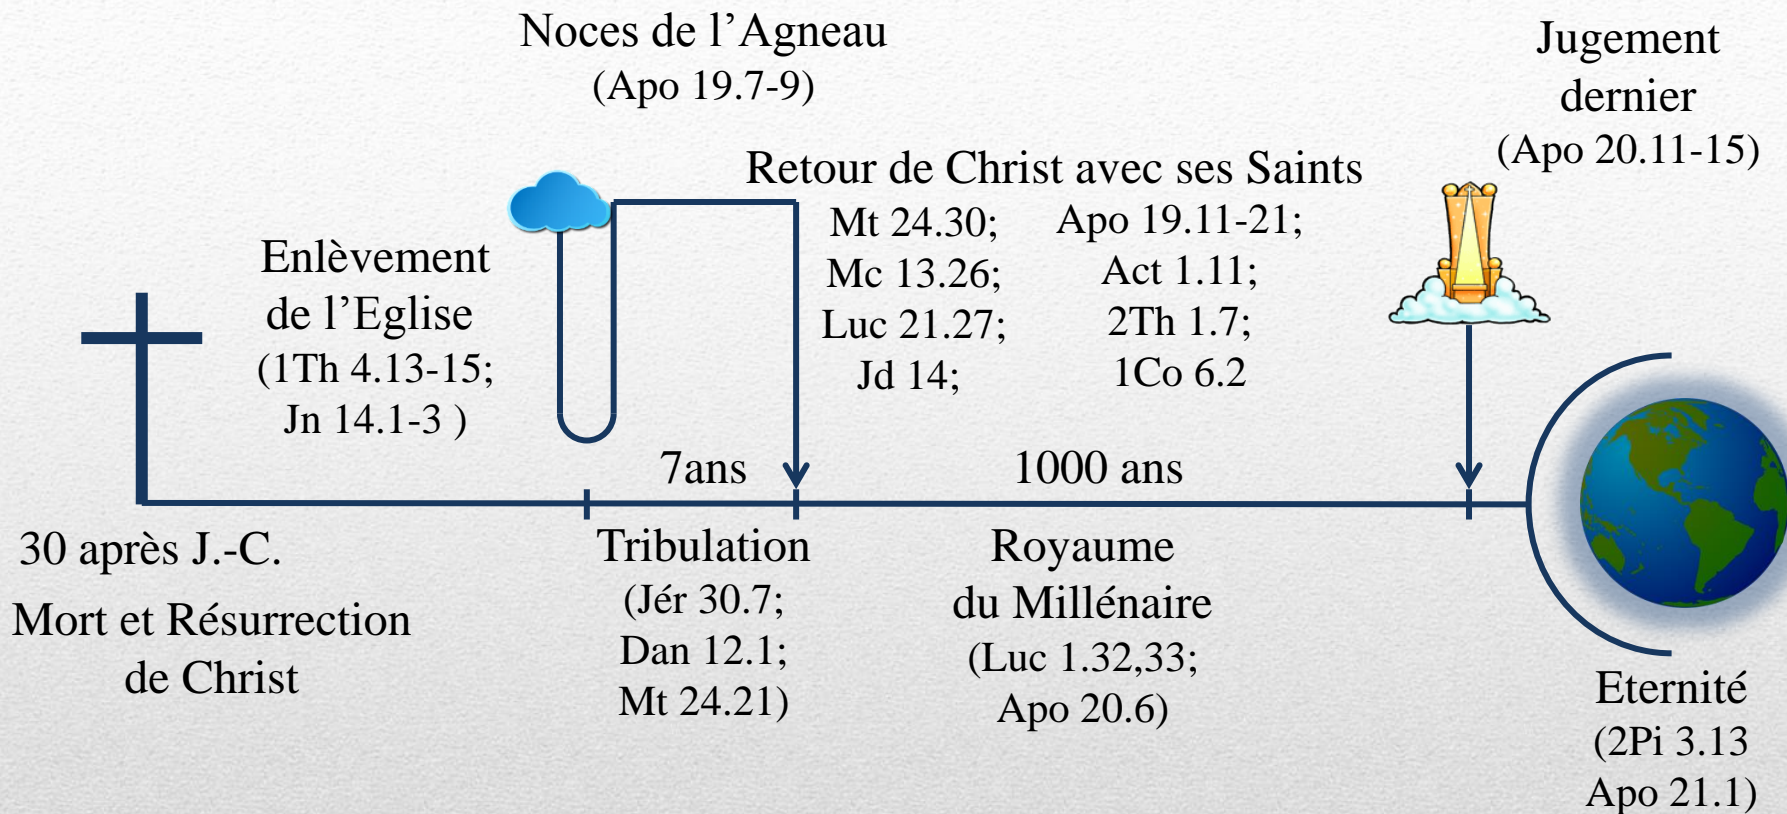 Noces de l’Agneau
(Apo 19.7-9)
Jugement
dernier
(Apo 20.11-15)
Retour de Christ avec ses Saints
Mt 24.30;
Mc 13.26;
Luc 21.27;
Jd 14;
Apo 19.11-21;
Act 1.11;
2Th 1.7;
1Co 6.2
Enlèvement
de l’Eglise
(1Th 4.13-15;
Jn 14.1-3 )
7ans
1000 ans
30 après J.-C.
Mort et Résurrection
de Christ
Tribulation
(Jér 30.7;
Dan 12.1;
Mt 24.21)
Royaume
du Millénaire
(Luc 1.32,33;
Apo 20.6)
Eternité
(2Pi 3.13
Apo 21.1)